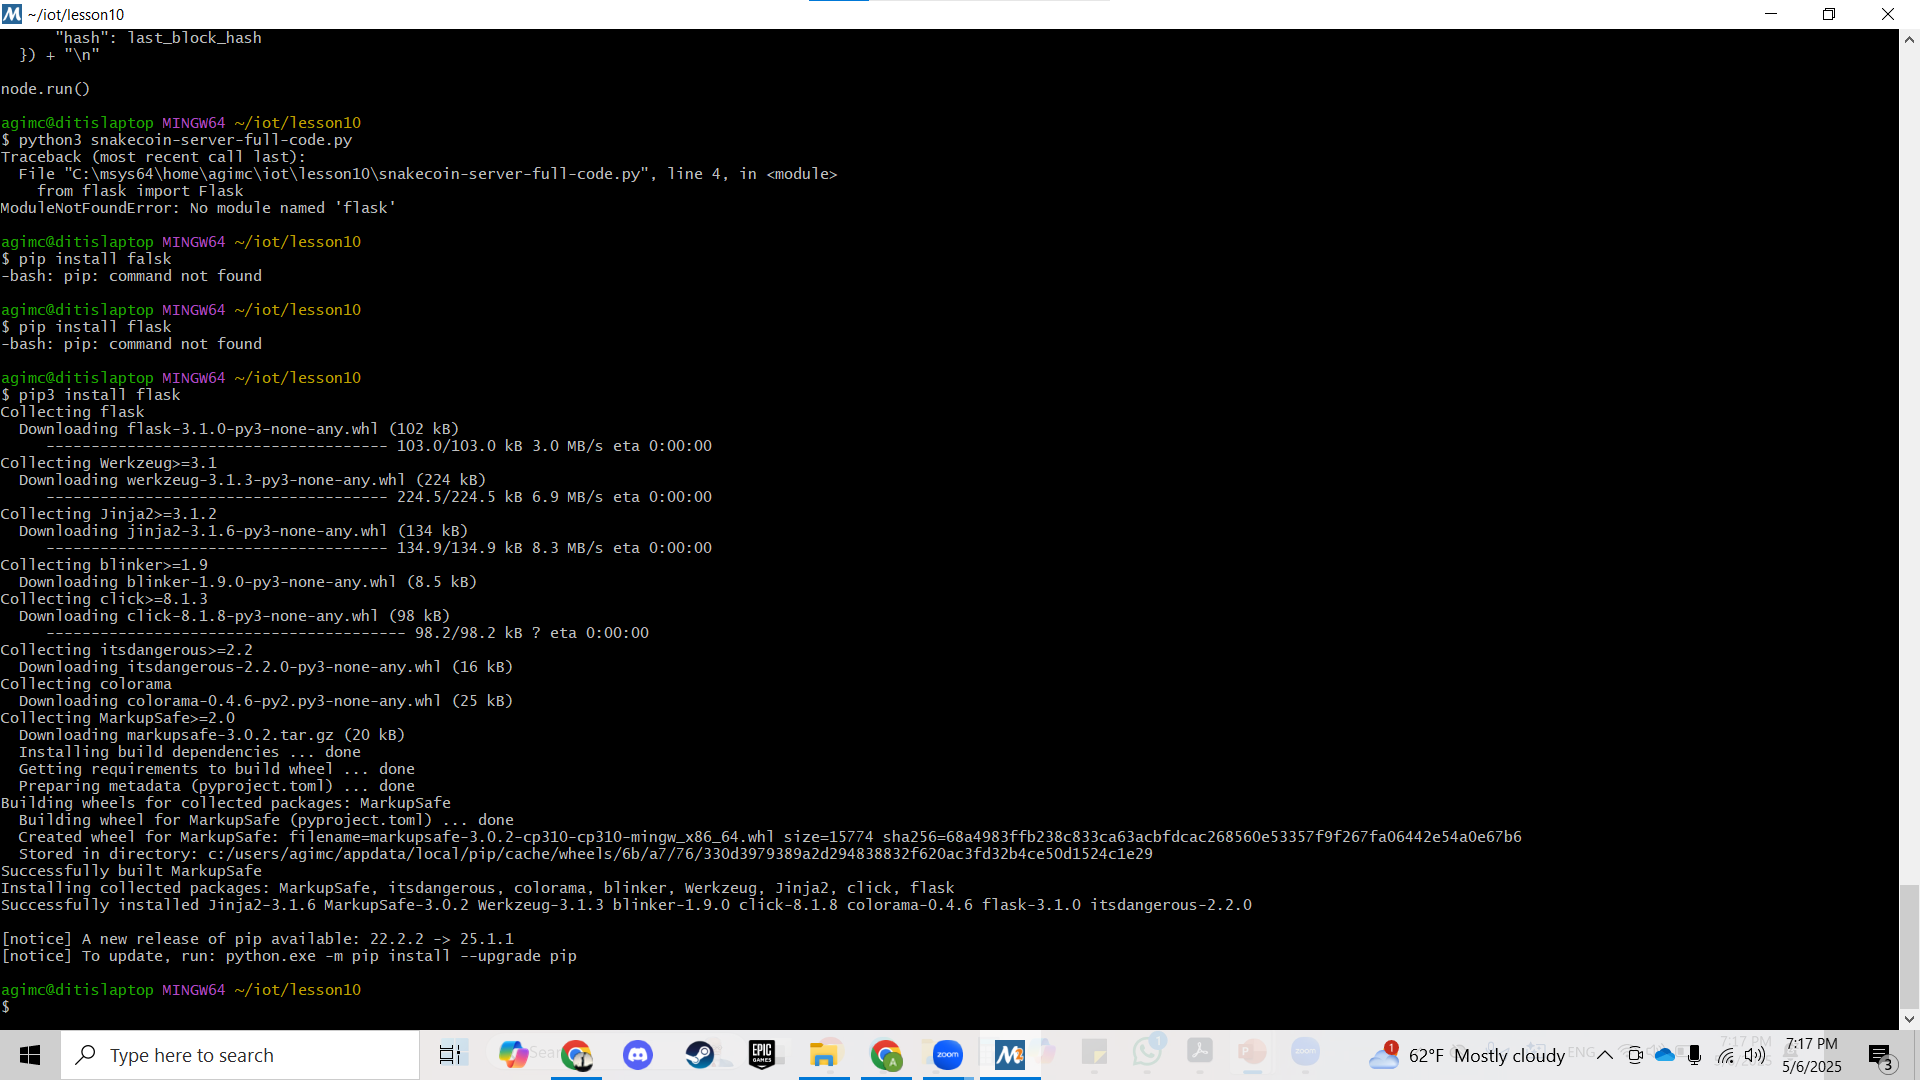 ~/iot/lesson10
"hash": last_block_hash
}) + "\n"
node.run()
agimc@ditislaptop MINGW64 ~/iot/lesson10
$ python3 snakecoin-server-full-code.py
Traceback (most recent call last):
File "C:\msys64\home\agimc\iot\lesson10\snakecoin-server-full-code.py", line 4, in <module>
from flask import Flask
ModuleNotFoundError: No module named 'flask'
agimc@ditislaptop MINGW64 ~/iot/lesson10
$ pip install falsk
-bash: pip: command not found
agimc@ditislaptop MINGW64 ~/iot/lesson10
$ pip install flask
-bash: pip: command not found
agimc@ditislaptop MINGW64 ~/iot/lesson10
$ pip3 install flask
Collecting flask
Downloading flask-3.1.0-py3-none-any.whl (102 kB)
-------------------------------------- 103.0/103.0 kB 3.0 MB/s eta 0:00:00
Collecting Werkzeug>=3.1
Downloading werkzeug-3.1.3-py3-none-any.whl (224 kB)
-------------------------------------- 224.5/224.5 kB 6.9 MB/s eta 0:00:00
Collecting Jinja2>=3.1.2
Downloading jinja2-3.1.6-py3-none-any.whl (134 kB)
-------------------------------------- 134.9/134.9 kB 8.3 MB/s eta 0:00:00
Collecting blinker>=1.9
Downloading blinker-1.9.0-py3-none-any.whl (8.5 kB)
Collecting click>=8.1.3
Downloading click-8.1.8-py3-none-any.whl (98 kB)
---------------------------------------- 98.2/98.2 kB ? eta 0:00:00
Collecting itsdangerous>=2.2
Downloading itsdangerous-2.2.0-py3-none-any.whl (16 kB)
Collecting colorama
Downloading colorama-0.4.6-py2.py3-none-any.whl (25 kB)
Collecting MarkupSafe>=2.0
Downloading markupsafe-3.0.2.tar.gz (20 kB)
Installing build dependencies ... done
Getting requirements to build wheel ... done
Preparing metadata (pyproject.toml) ... done
Building wheels for collected packages: MarkupSafe
Building wheel for MarkupSafe (pyproject.toml) ... done
Created wheel for MarkupSafe: filename=markupsafe-3.0.2-cp310-cp310-mingw_x86_64.whl size=15774 sha256=68a4983ffb238c833ca63acbfdcac268560e53357f9f267fa06442e54a0e67b6
Stored in directory: c:/users/agimc/appdata/local/pip/cache/wheels/6b/a7/76/330d3979389a2d294838832f620ac3fd32b4ce50d1524c1e29
Successfully built MarkupSafe
Installing collected packages: MarkupSafe, itsdangerous, colorama, blinker, Werkzeug, Jinja2, click, flask
Successfully installed Jinja2-3.1.6 MarkupSafe-3.0.2 Werkzeug-3.1.3 blinker-1.9.0 click-8.1.8 colorama-0.4.6 flask-3.1.0 itsdangerous-2.2.0
[notice] A new release of pip available: 22.2.2 -> 25.1.1
[notice] To update, run: python.exe -m pip install --upgrade pip
agimc@ditislaptop MINGW64 ~/iot/lesson10
$
Type here to search
EPIC GAMES
zoom
62°F Mostly cloudy
7:17 PM
5/6/2025
3